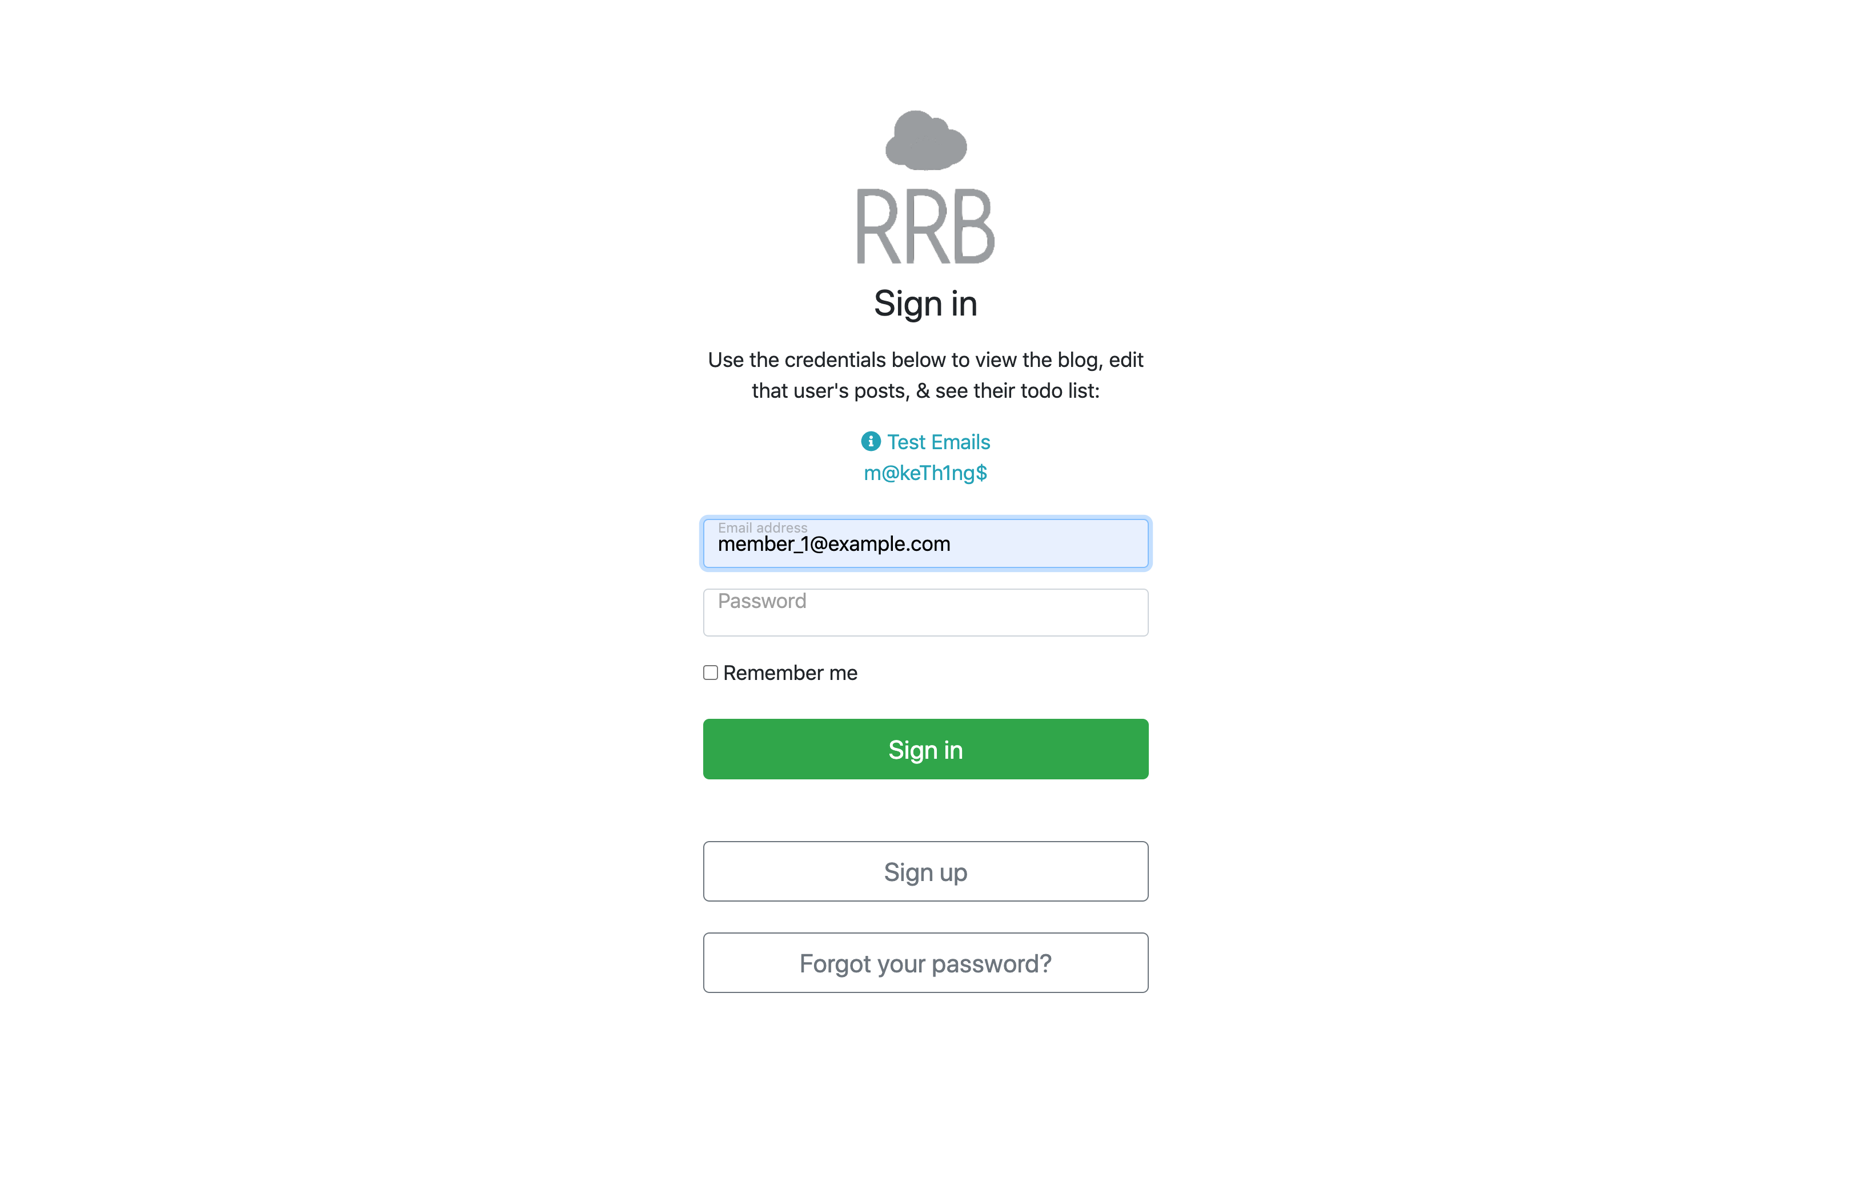 RRB
Sign in
Use the credentials below to view the blog, edit
that user's posts, & see their todo list:
Test Emails
m@keTh1ng$
Email address
member_1@example.com
Password
Remember me
Sign in
Sign up
Forgot your password?